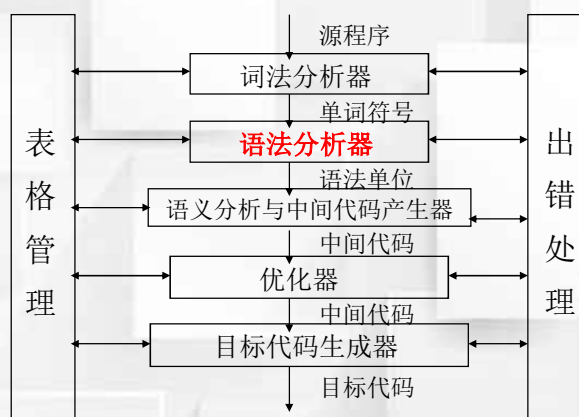 源程序
词法分析器
单词符号
语法分析器
语法单位
语义分析与中间代码产生器
中间代码
优化器
中间代码
目标代码生成器
目标代码
表格管理
出错处理